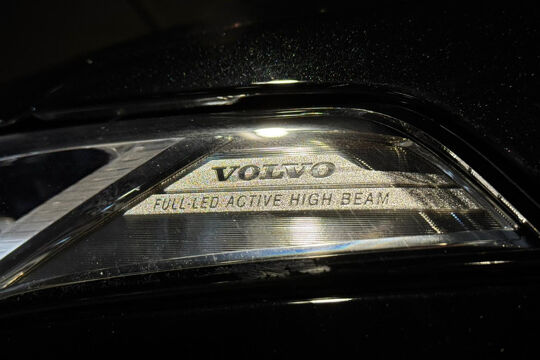 VOLVO
FULL-LED ACTIVE HIGH BEAM